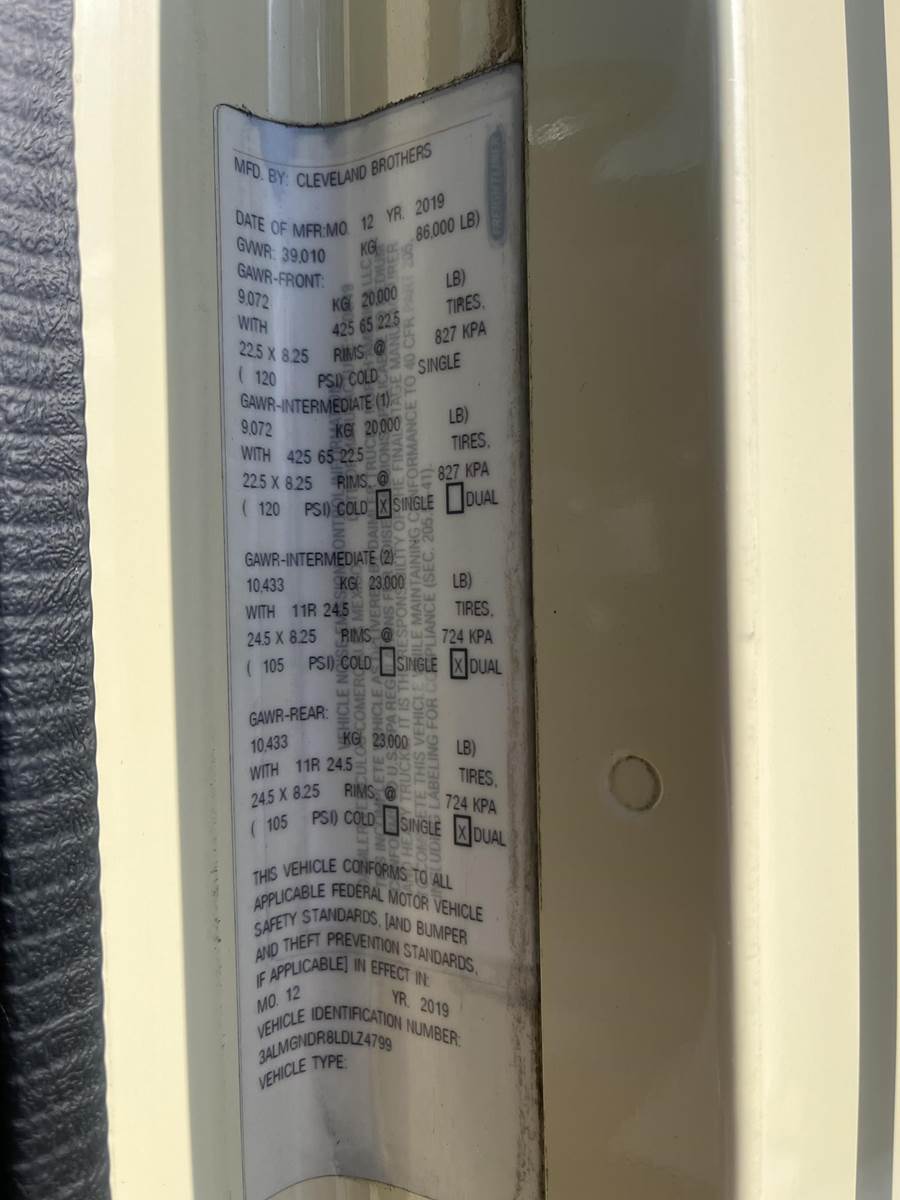 FREIGHTLINER
MFD. BY: CLEVELAND BROTHERS
DATE OF MFR:MO. 12 YR. 2019
GVWR: 39,010 KG( 86,000 LB)
GAWR-FRONT:
9,072 KG( 20,000 LB)
WITH 425 65 22.5 TIRES,
22.5 X 8.25 RIMS @ 827 KPA
( 120 PSI) COLD SINGLE
GAWR-INTERMEDIATE (1)
9,072 KG( 20,000 LB)
WITH 425 65 22.5 TIRES,
22.5 X 8.25 RIMS, @ 827 KPA
( 120 PSI) COLD X SINGLE DUAL
GAWR-INTERMEDIATE (2)
10,433 KG( 23,000 LB)
WITH 11R 24.5 TIRES,
24.5 X 8.25 RIMS, @ 724 KPA
( 105 PSI) COLD SINGLE X DUAL
GAWR-REAR:
10,433 KG( 23,000 LB)
WITH 11R 24.5 TIRES,
24.5 X 8.25 RIMS, @ 724 KPA
( 105 PSI) COLD SINGLE X DUAL
THIS VEHICLE CONFORMS TO ALL
APPLICABLE FEDERAL MOTOR VEHICLE
SAFETY STANDARDS, [AND BUMPER
AND THEFT PREVENTION STANDARDS,
IF APPLICABLE] IN EFFECT IN:
MO. 12 YR. 2019
VEHICLE IDENTIFICATION NUMBER:
3ALMGNDR8LDLZ4799
VEHICLE TYPE: